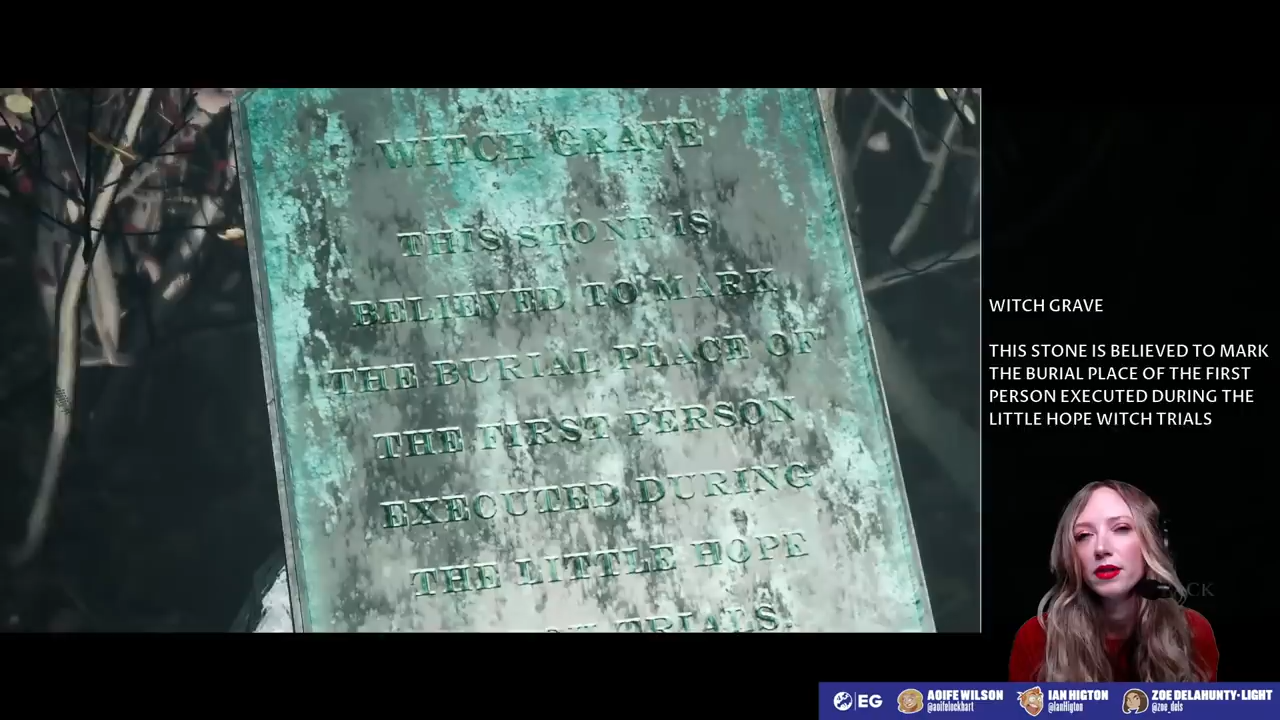 WITCH GRAVE
THIS STONE IS
BELIEVED TO MARK
THE BURIAL PLACE OF
THE FIRST PERSON
EXECUTED DURING
THE LITTLE HOPE
TRIALS.
WITCH GRAVE
THIS STONE IS BELIEVED TO MARK
THE BURIAL PLACE OF THE FIRST
PERSON EXECUTED DURING THE
LITTLE HOPE WITCH TRIALS
EG
AOIFE WILSON
@aoifelockhart
IAN HIGTON
@IanHigton
ZOE DELAHUNTY-LIGHT
@zoe_dels